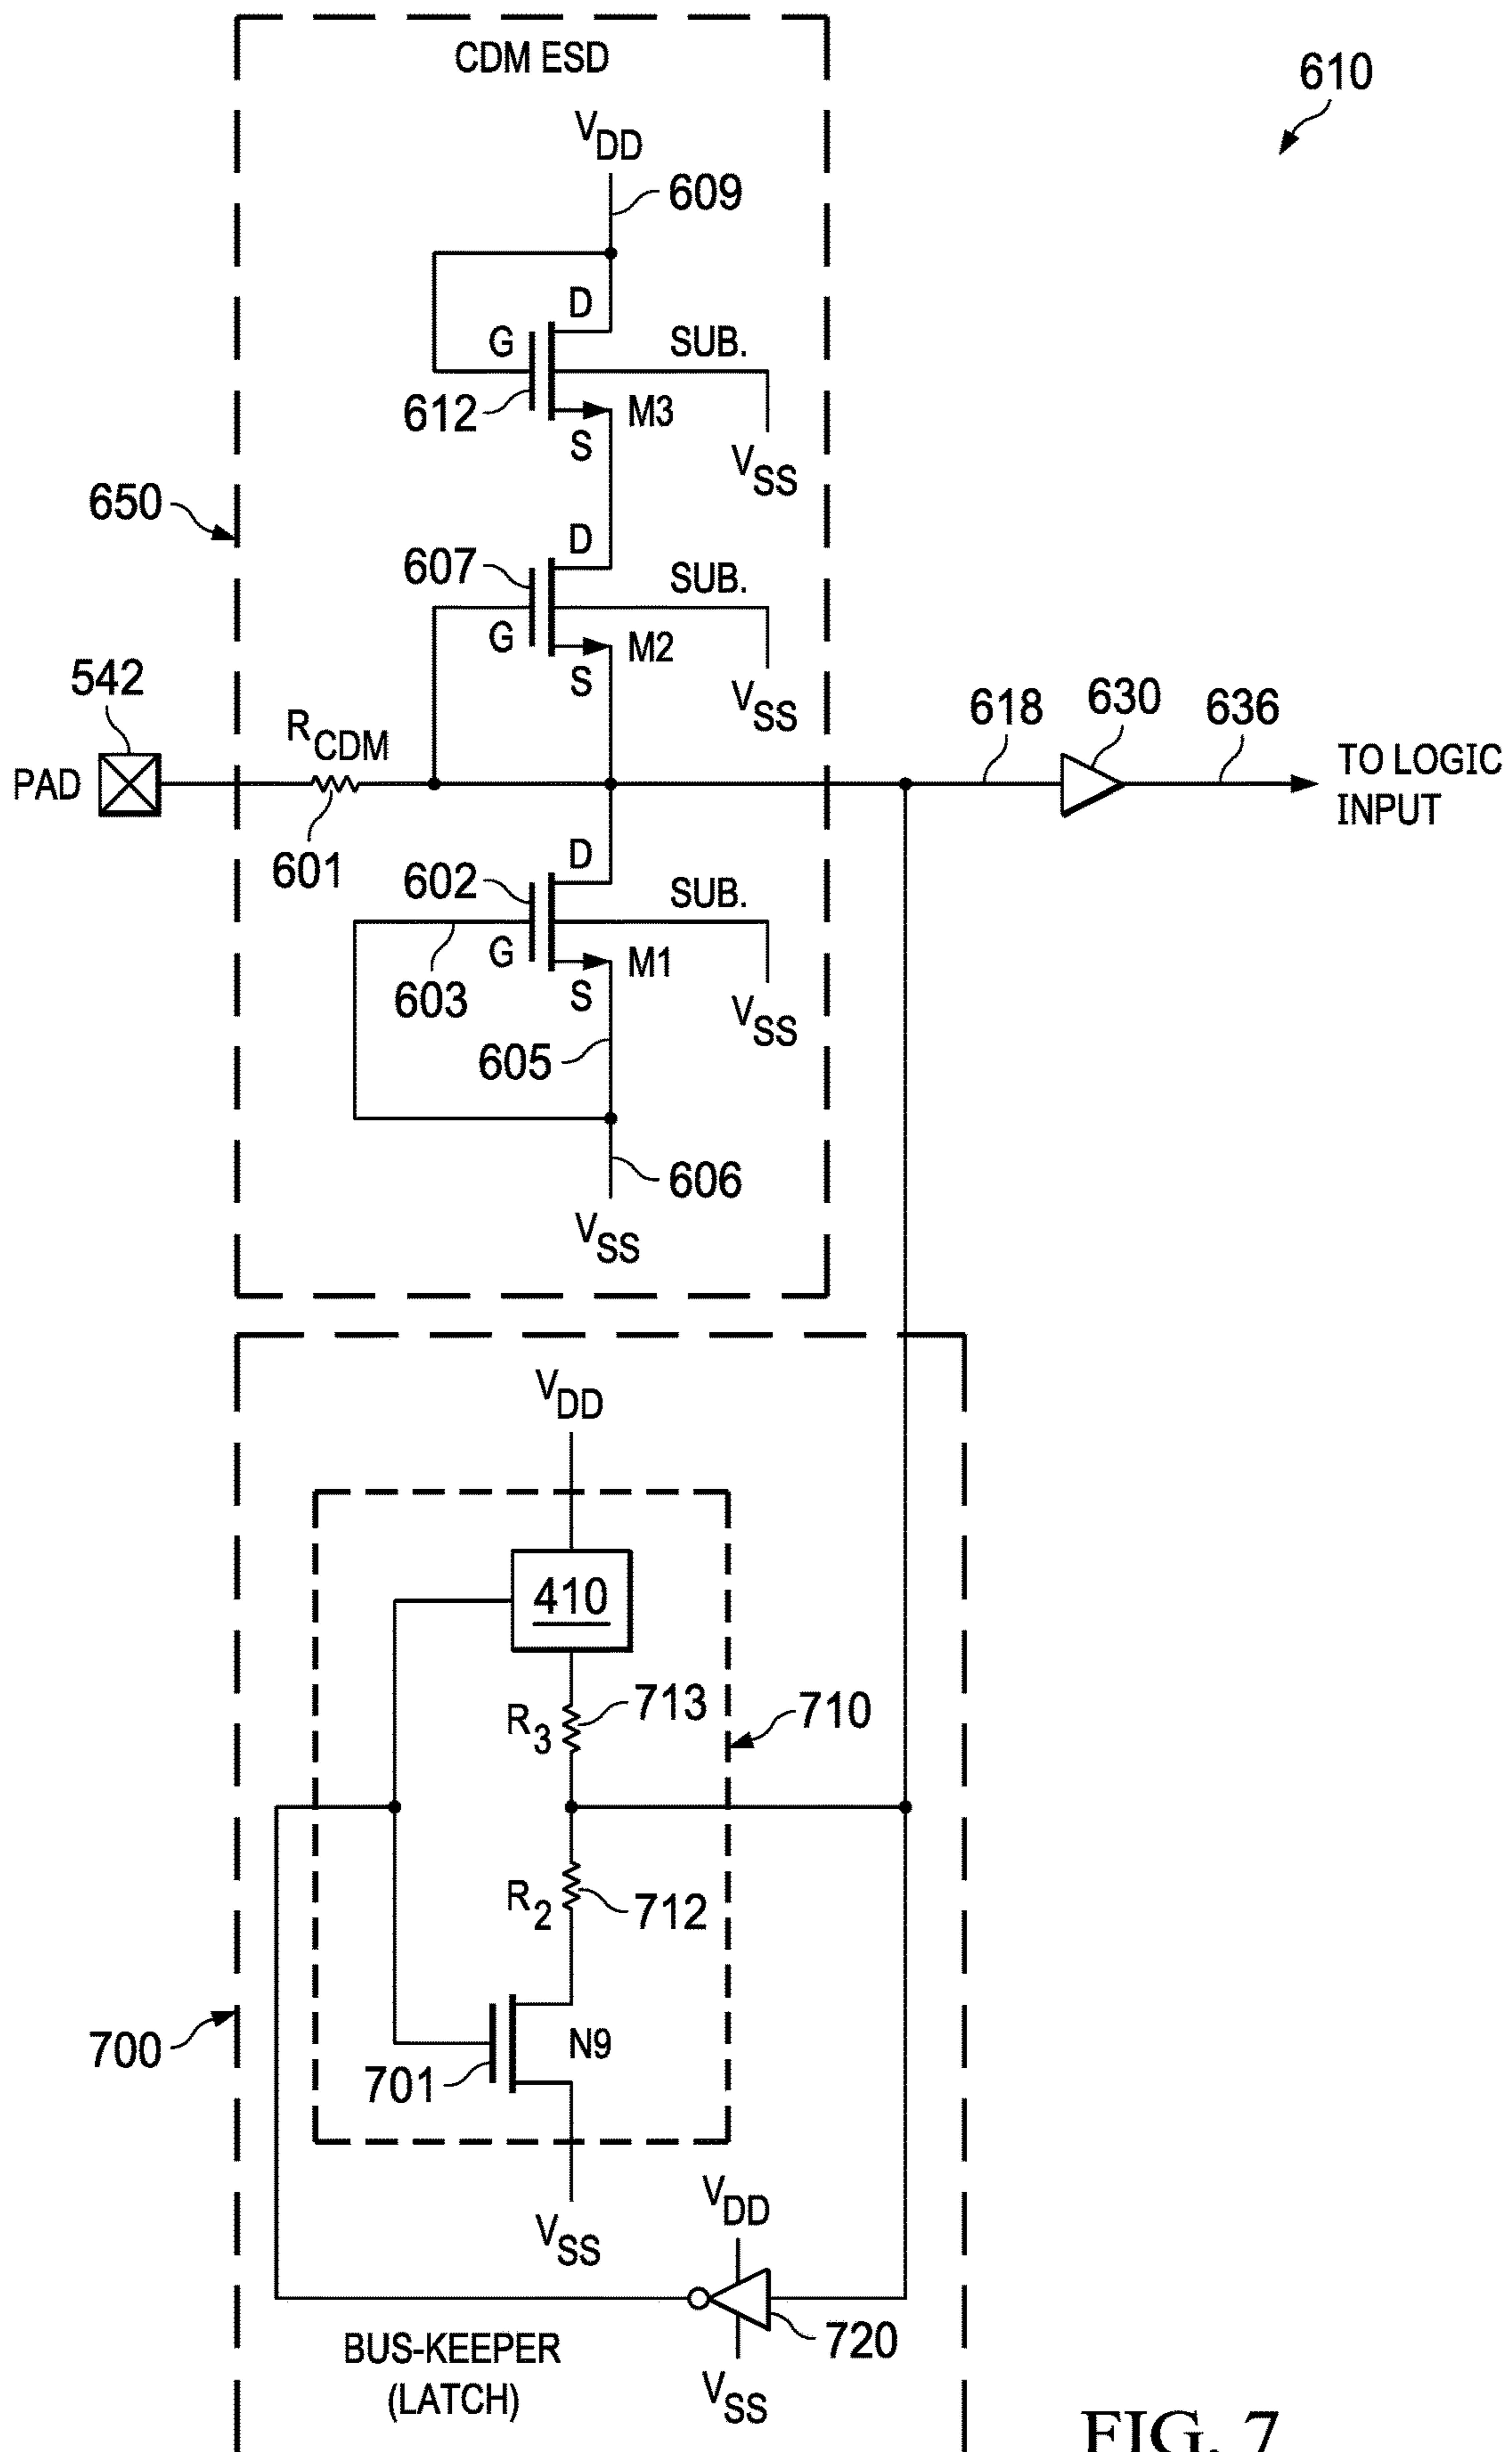 CDM ESD
610
VDD
609
D
G
SUB.
612
M3
S
VSS
650
D
607
SUB.
G
M2
S
VSS
542
RCDM
618
630
636
PAD
TO LOGIC
INPUT
601
D
602
SUB.
G
M1
603
S
VSS
605
606
VSS
VDD
410
R3
713
710
R2
712
700
N9
701
VSS
VDD
720
BUS-KEEPER
(LATCH)
VSS
FIG. 7